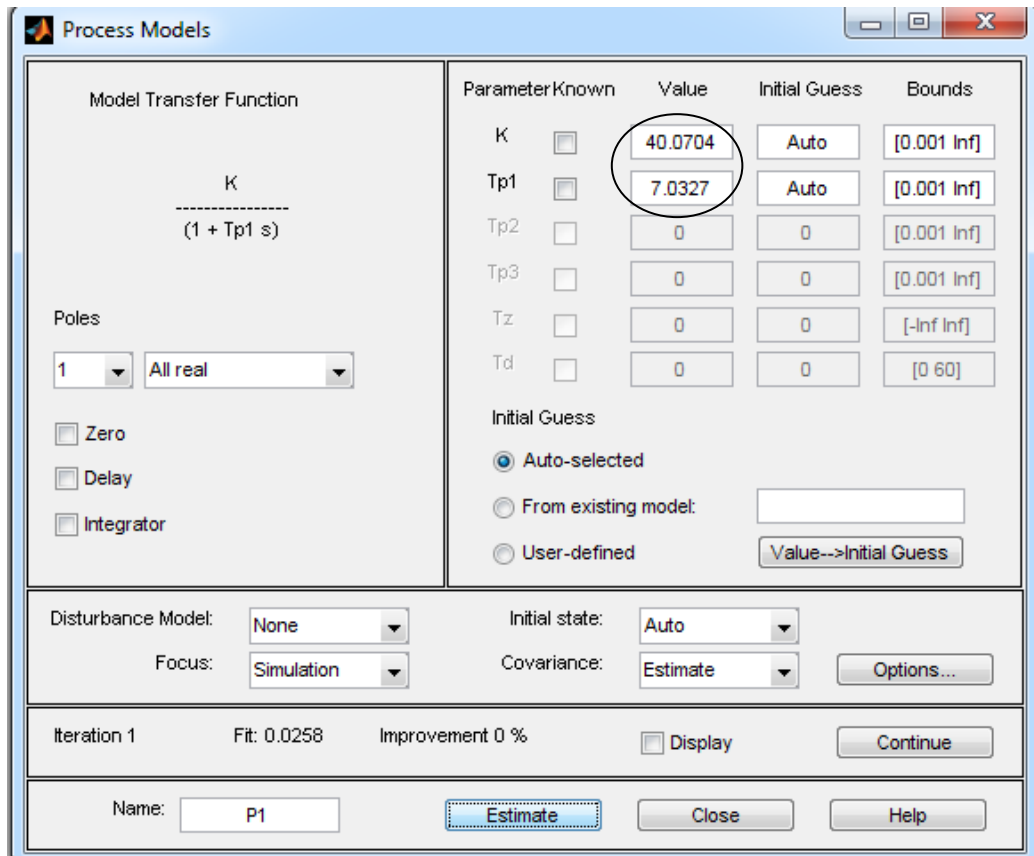 Process Models
Model Transfer Function
K
----------------
(1 + Tp1 s)
Poles
1 All real
Zero
Delay
Integrator
Parameter Known Value Initial Guess Bounds
K 40.0704 Auto [0.001 Inf]
Tp1 7.0327 Auto [0.001 Inf]
Tp2 0 0 [0.001 Inf]
Tp3 0 0 [0.001 Inf]
Tz 0 0 [-Inf Inf]
Td 0 0 [0 60]
Initial Guess
Auto-selected
From existing model:
User-defined Value-->Initial Guess
Disturbance Model: None Initial state: Auto
Focus: Simulation Covariance: Estimate Options...
Iteration 1 Fit: 0.0258 Improvement 0 % Display Continue
Name: P1 Estimate Close Help